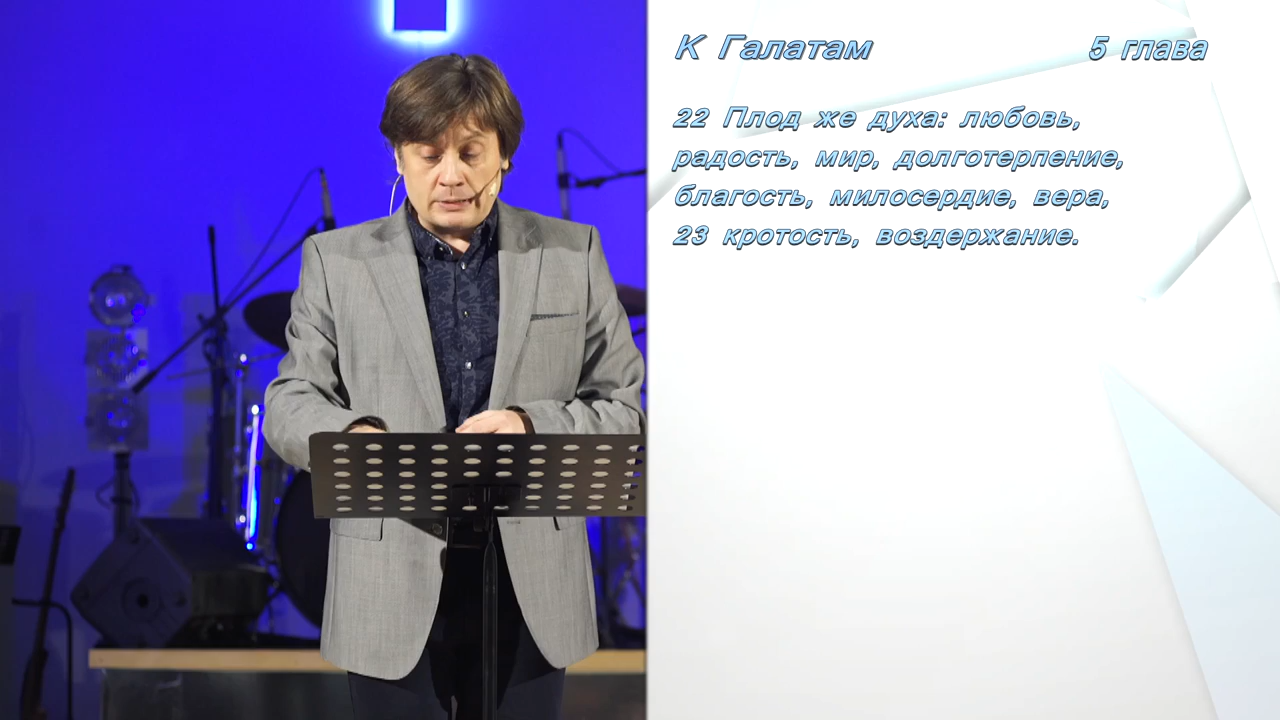 К Галатам 5 глава
22 Плод же духа: любовь,
радость, мир, долготерпение,
благость, милосердие, вера,
23 кротость, воздержание.